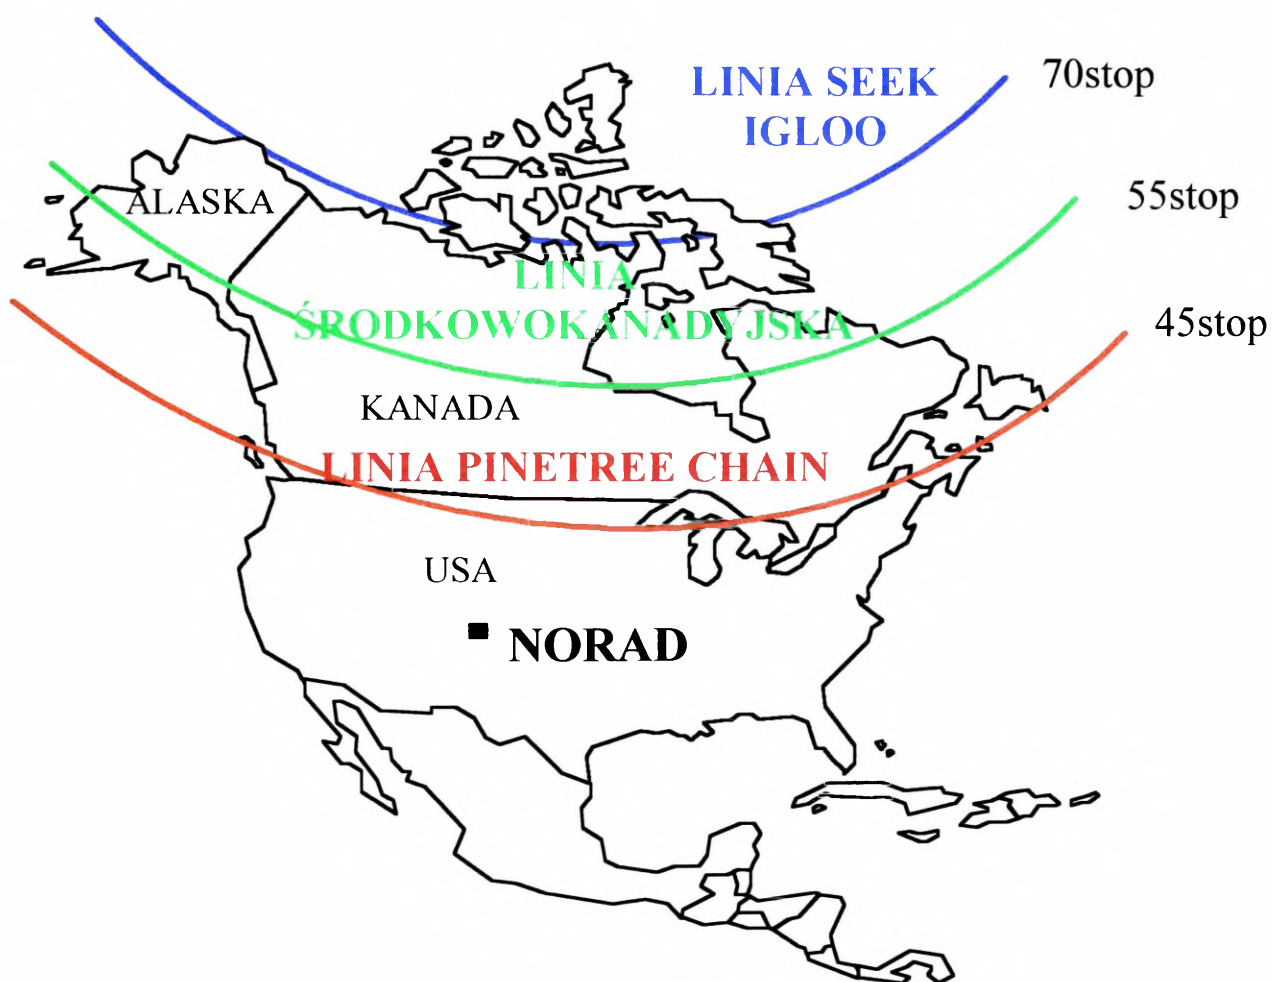 LINIA SEEK
IGLOO
70stop
ALASKA
55stop
LINIA
ŚRODKOWOKANADYJSKA
45stop
KANADA
LINIA PINETREE CHAIN
USA
NORAD